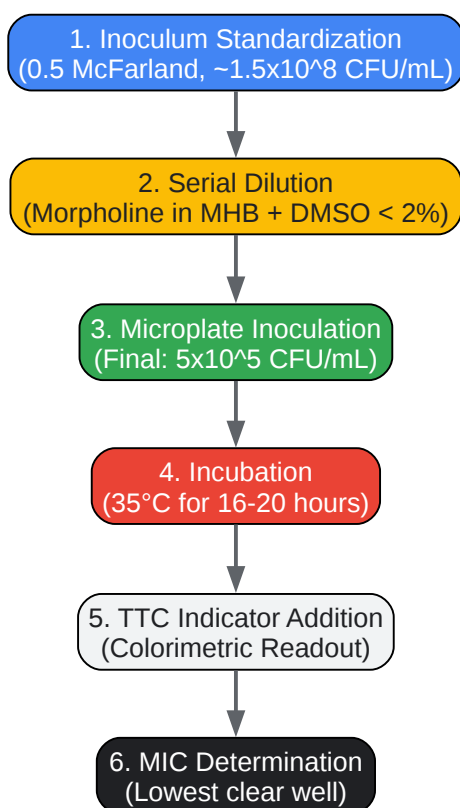 1. Inoculum Standardization
(0.5 McFarland, ~1.5x10^8 CFU/mL)
2. Serial Dilution
(Morpholine in MHB + DMSO < 2%)
3. Microplate Inoculation
(Final: 5x10^5 CFU/mL)
4. Incubation
(35°C for 16-20 hours)
5. TTC Indicator Addition
(Colorimetric Readout)
6. MIC Determination
(Lowest clear well)